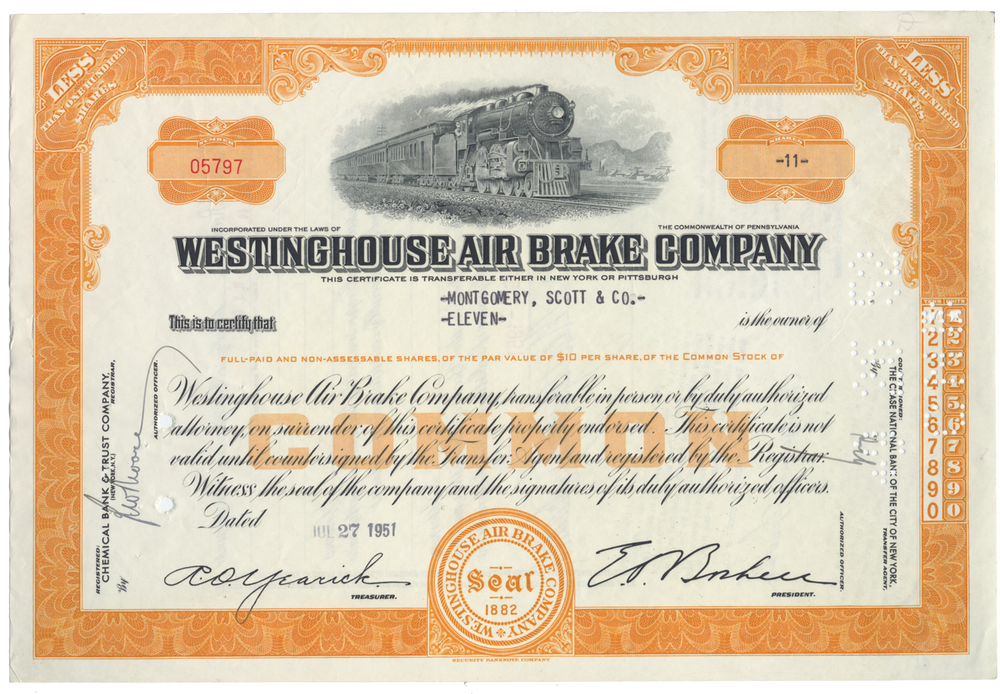 LESS
THAN ONE HUNDRED
SHARES
LESS
THAN ONE HUNDRED
SHARES
NUMBER
05797
SHARES
-11-
INCORPORATED UNDER THE LAWS OF
THE COMMONWEALTH OF PENNSYLVANIA
WESTINGHOUSE AIR BRAKE COMPANY
THIS CERTIFICATE IS TRANSFERABLE EITHER IN NEW YORK OR PITTSBURGH
-MONTGOMERY, SCOTT & CO.-
-ELEVEN-
This is to certify that
is the owner of
FULL-PAID AND NON-ASSESSABLE SHARES, OF THE PAR VALUE OF $10 PER SHARE, OF THE COMMON STOCK OF
COMMON
Westinghouse Air Brake Company, transferable in person or by duly authorized
attorney, on surrender of this certificate properly endorsed. This certificate is not
valid until countersigned by the Transfer Agent and registered by the Registrar.
Witness the seal of the company and the signatures of its duly authorized officers.
Dated
JUL 27 1951
TREASURER.
PRESIDENT.
WESTINGHOUSE AIR BRAKE COMPANY
Seal
1882
REGISTERED:
CHEMICAL BANK & TRUST COMPANY,
(NEW YORK, N.Y.)
REGISTRAR,
By
AUTHORIZED OFFICER.
THE CHASE NATIONAL BANK OF THE CITY OF NEW YORK,
TRANSFER AGENT,
By
AUTHORIZED OFFICER.
2 2
3 3
4 4
5 5
6 6
7 7
8 8
9 9
0 0
SECURITY BANKNOTE COMPANY